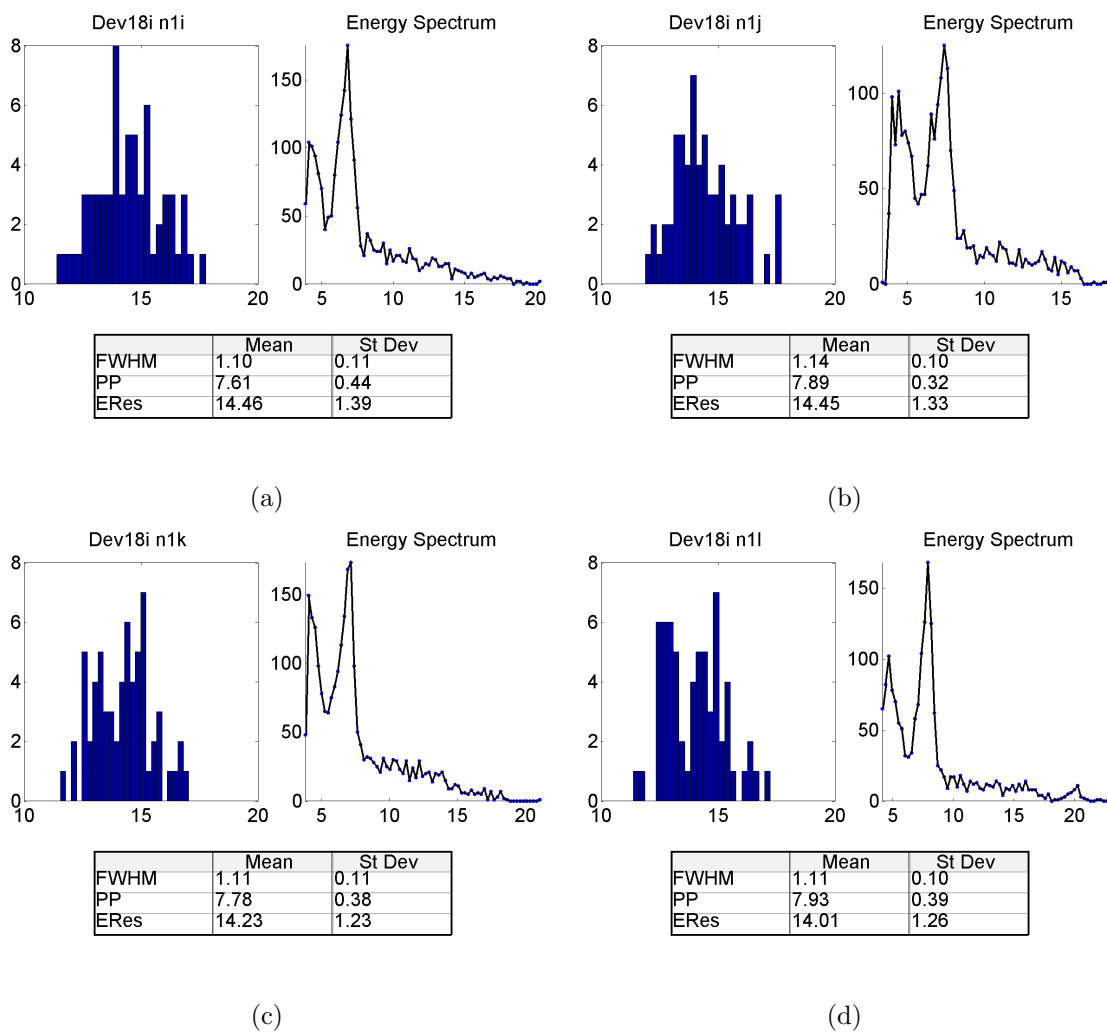 Dev18i n1i
Energy Spectrum
8
6
4
2
0
10
15
20
150
100
50
0
5
10
15
20
Mean
St Dev
FWHM
1.10
0.11
PP
7.61
0.44
ERes
14.46
1.39
(a)
Dev18i n1j
Energy Spectrum
8
6
4
2
0
10
15
20
100
50
0
5
10
15
Mean
St Dev
FWHM
1.14
0.10
PP
7.89
0.32
ERes
14.45
1.33
(b)
Dev18i n1k
Energy Spectrum
8
6
4
2
0
10
15
20
150
100
50
0
5
10
15
20
Mean
St Dev
FWHM
1.11
0.11
PP
7.78
0.38
ERes
14.23
1.23
(c)
Dev18i n1l
Energy Spectrum
8
6
4
2
0
10
15
20
150
100
50
0
5
10
15
20
Mean
St Dev
FWHM
1.11
0.10
PP
7.93
0.39
ERes
14.01
1.26
(d)